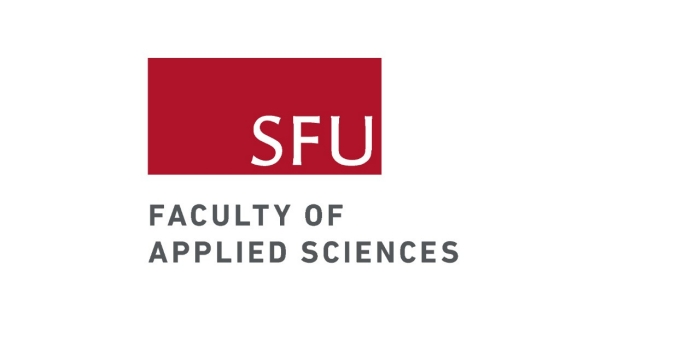 SFU
FACULTY OF
APPLIED SCIENCES